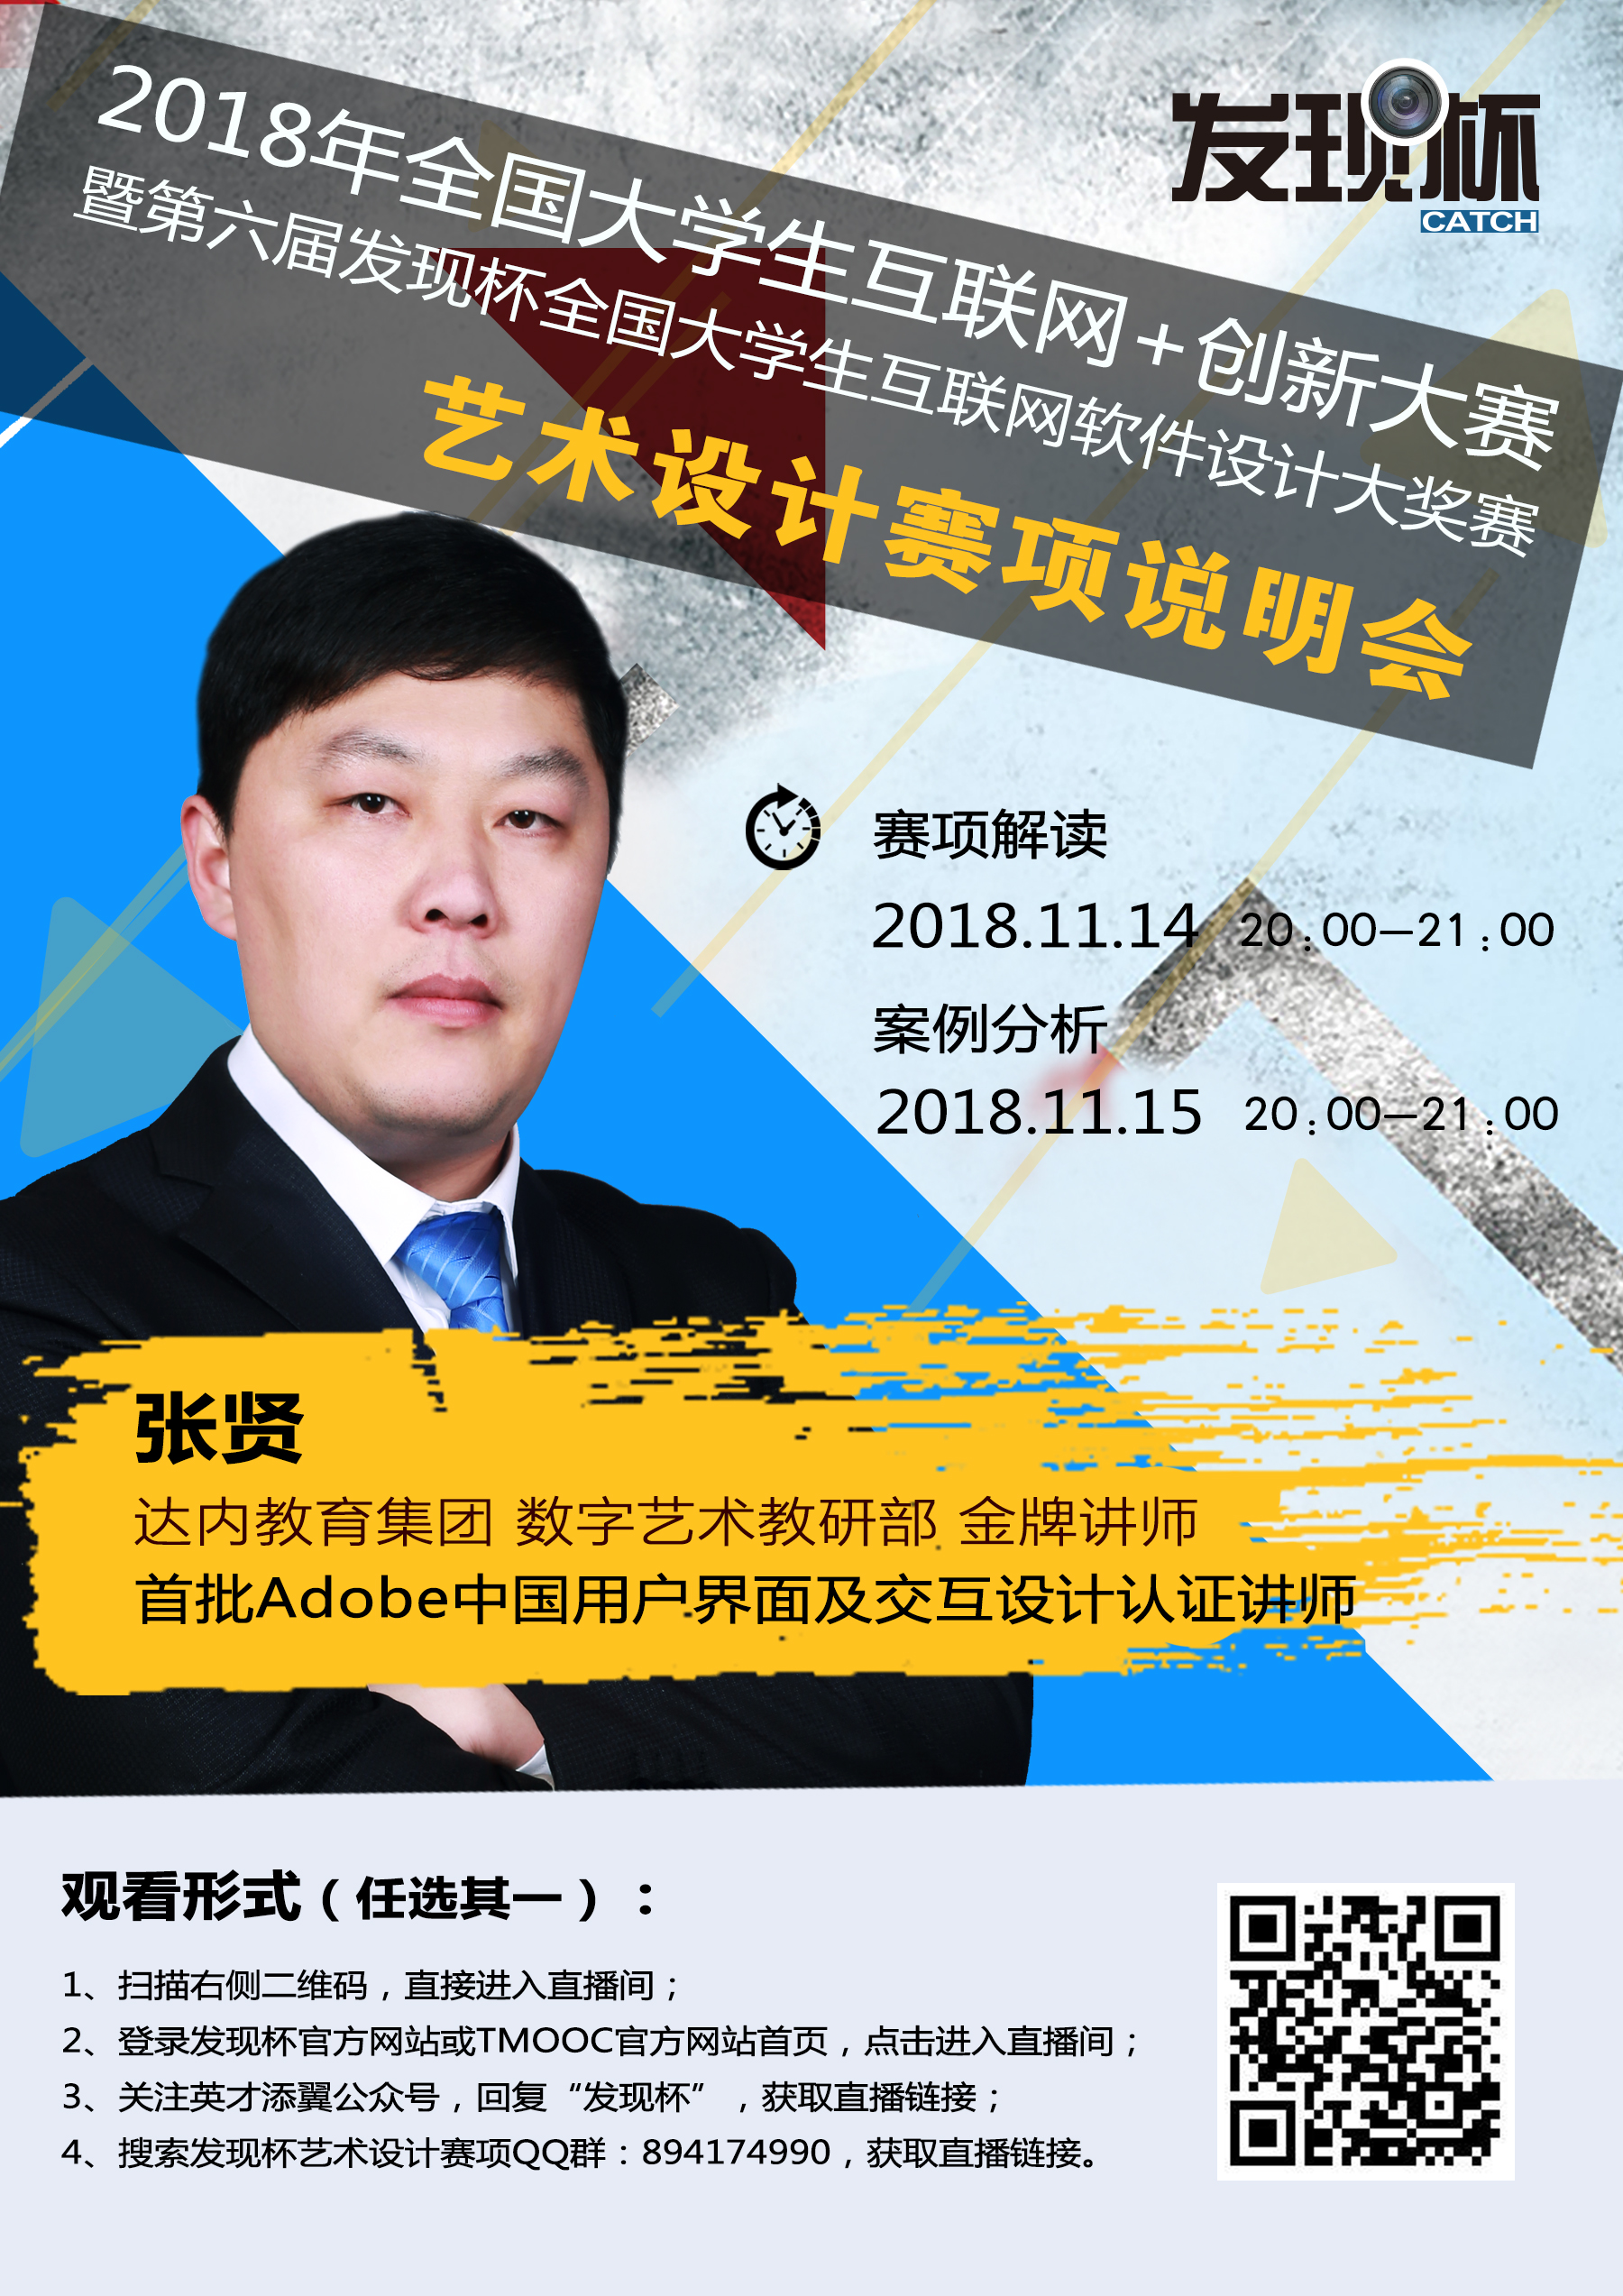 发现杯
CATCH
2018年全国大学生互联网+创新大赛
暨第六届发现杯全国大学生互联网软件设计大奖赛
艺术设计赛项说明会
赛项解读
2018.11.14 20:00—21:00
案例分析
2018.11.15 20:00—21:00
张贤
达内教育集团 数字艺术教研部 金牌讲师
首批Adobe中国用户界面及交互设计认证讲师
观看形式（任选其一）：
1、扫描右侧二维码，直接进入直播间；
2、登录发现杯官方网站或TMOOC官方网站首页，点击进入直播间；
3、关注英才添翼公众号，回复“发现杯”，获取直播链接；
4、搜索发现杯艺术设计赛项QQ群：894174990，获取直播链接。